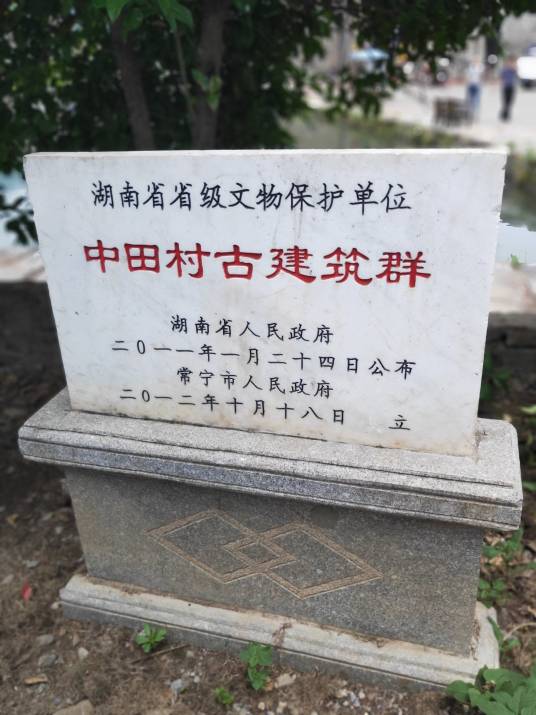 湖南省省级文物保护单位
中田村古建筑群
湖南省人民政府
二〇一一年一月二十四日公布
常宁市人民政府
二〇一二年十月十八日 立